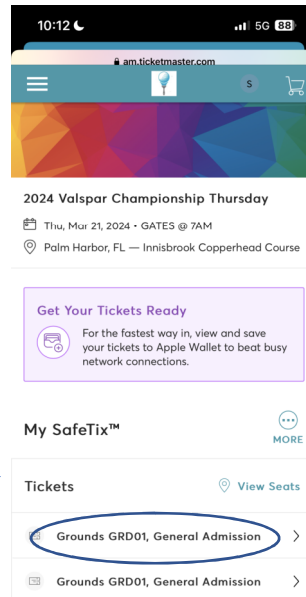 10:12 5G 88
am.ticketmaster.com
S
2024 Valspar Championship Thursday
Thu, Mar 21, 2024 • GATES @ 7AM
Palm Harbor, FL — Innisbrook Copperhead Course
Get Your Tickets Ready
For the fastest way in, view and save
your tickets to Apple Wallet to beat busy
network connections.
My SafeTix™
MORE
Tickets View Seats
Grounds GRD01, General Admission
Grounds GRD01, General Admission